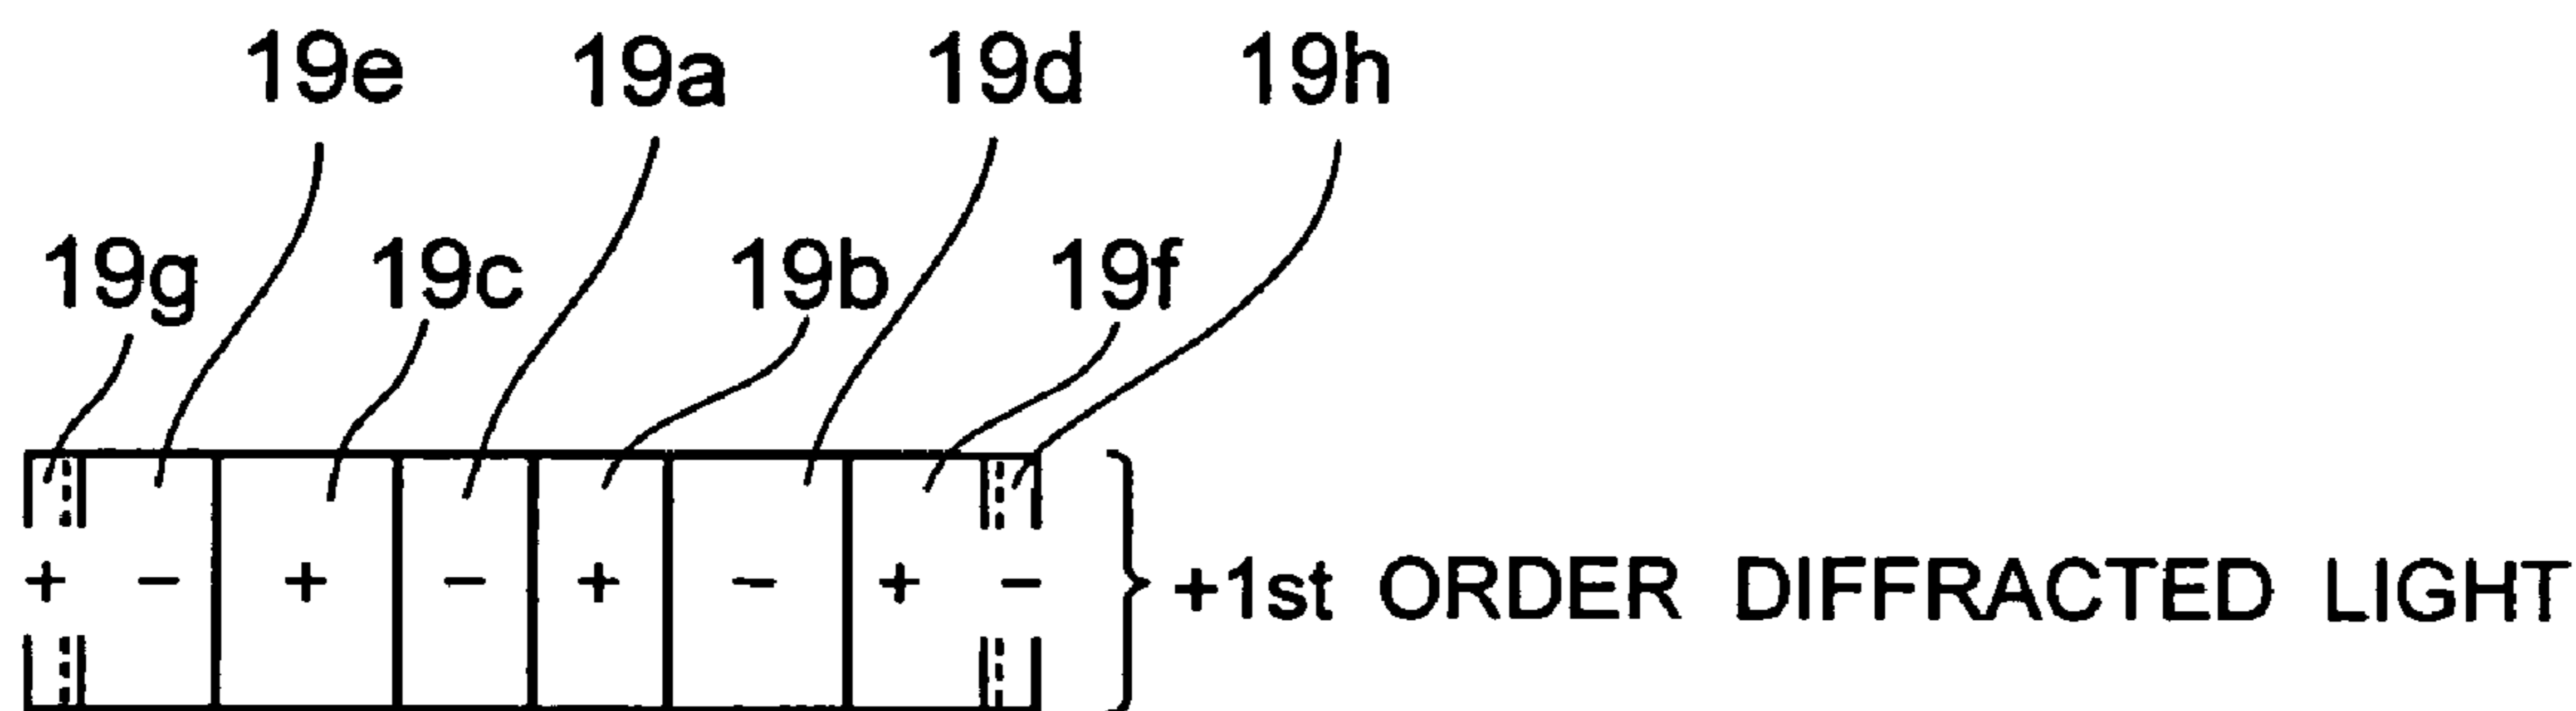 19e 19a 19d 19h
19g 19c 19b 19f
+ − + − + − + − +1st ORDER DIFFRACTED LIGHT